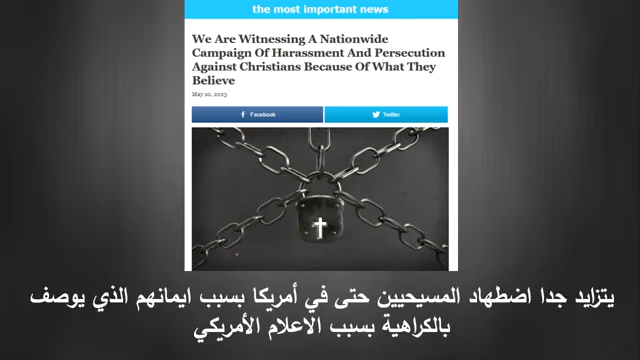 the most important news
We Are Witnessing A Nationwide
Campaign Of Harassment And Persecution
Against Christians Because Of What They
Believe
May 10, 2023
Facebook
Twitter
يتزايد جدا اضطهاد المسيحيين حتى في أمريكا بسبب ايمانهم الذي يوصف
بالكراهية بسبب الاعلام الأمريكي